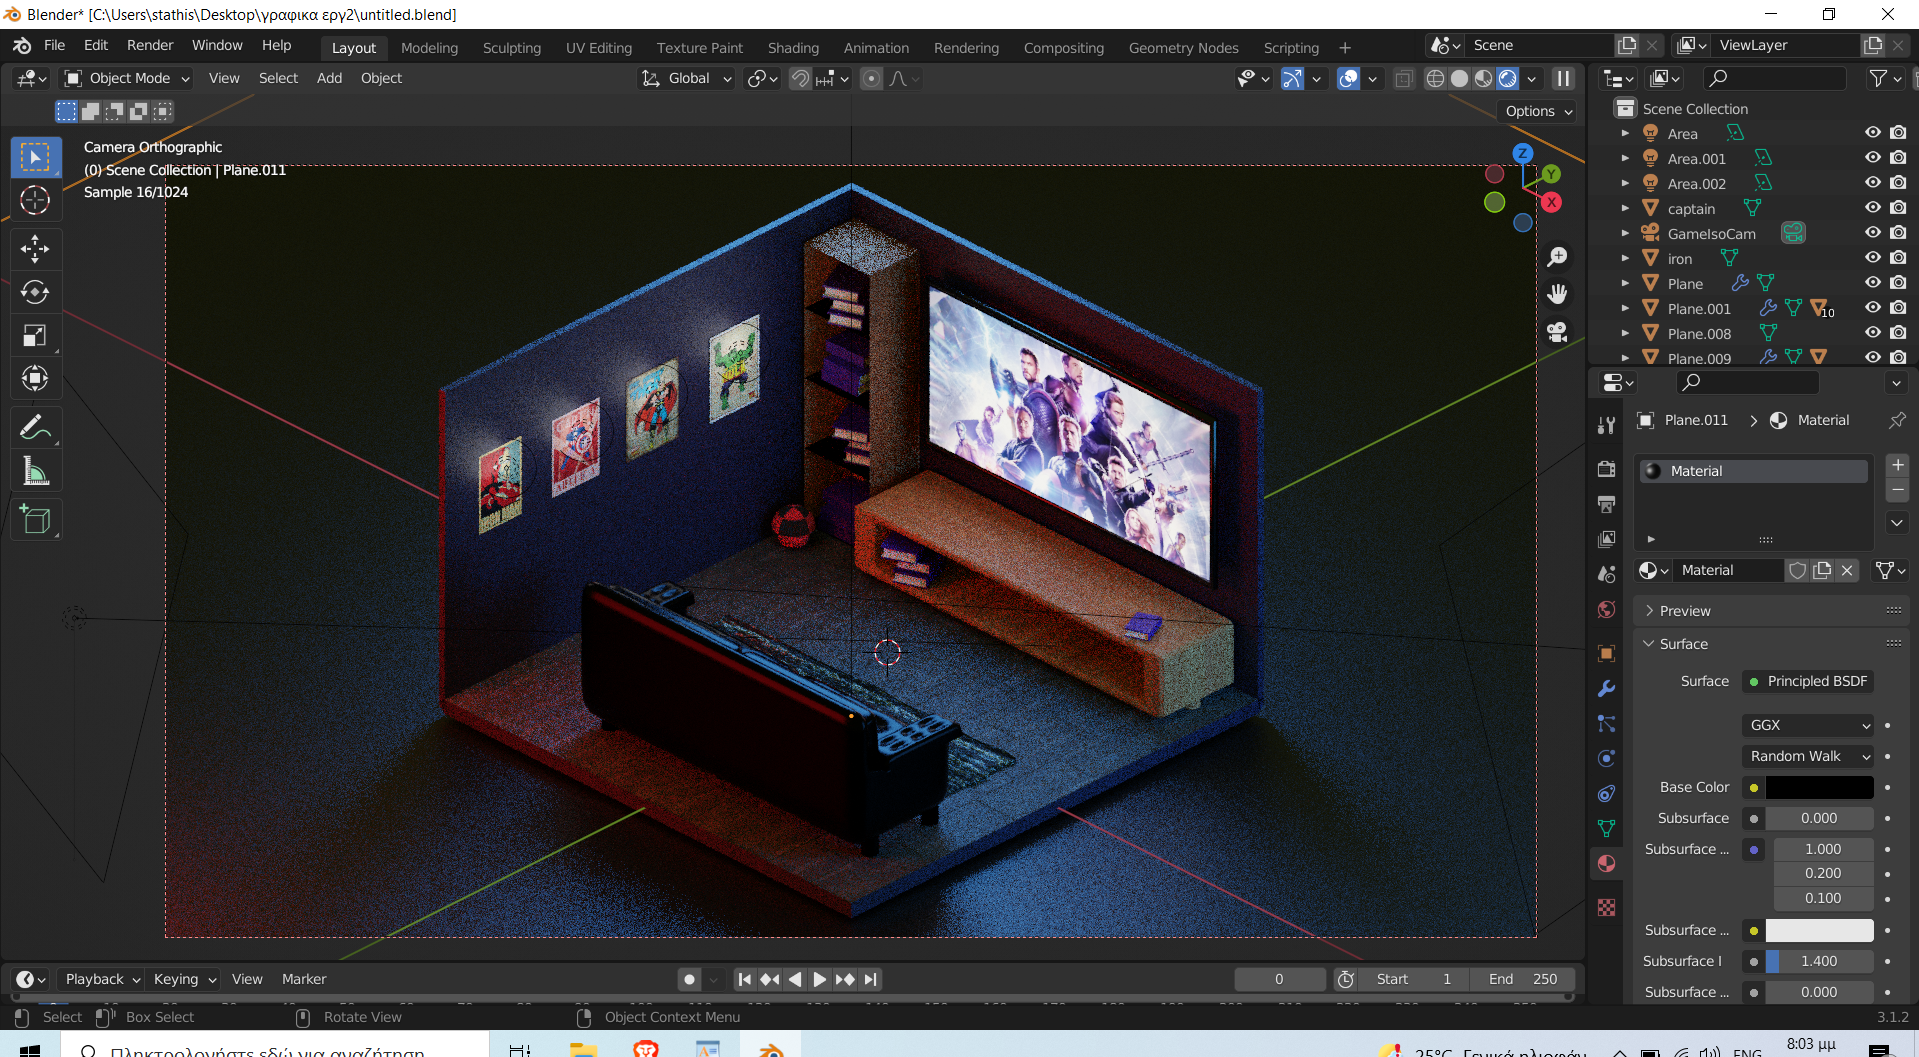 Blender* [C:\Users\stathis\Desktop\γραφικα εργ2\untitled.blend]
File Edit Render Window Help
Layout Modeling Sculpting UV Editing Texture Paint Shading Animation Rendering Compositing Geometry Nodes Scripting +
Scene
ViewLayer
Object Mode View Select Add Object
Global
Options
Camera Orthographic
(0) Scene Collection | Plane.011
Sample 16/1024
Z
Y
X
HULK
IRON MAN
Scene Collection
Area
Area.001
Area.002
captain
GameIsoCam
iron
Plane
Plane.001 10
Plane.008
Plane.009
Plane.011 > Material
Material
Material
Preview
Surface
Surface Principled BSDF
GGX
Random Walk
Base Color
Subsurface 0.000
Subsurface ... 1.000
0.200
0.100
Subsurface ...
Subsurface I 1.400
Subsurface ... 0.000
Playback Keying View Marker
0 Start 1 End 250
Select Box Select Rotate View Object Context Menu
3.1.2
Πληκτρολογήστε εδώ για αναζήτηση
25°C ENG 8:03 μμ